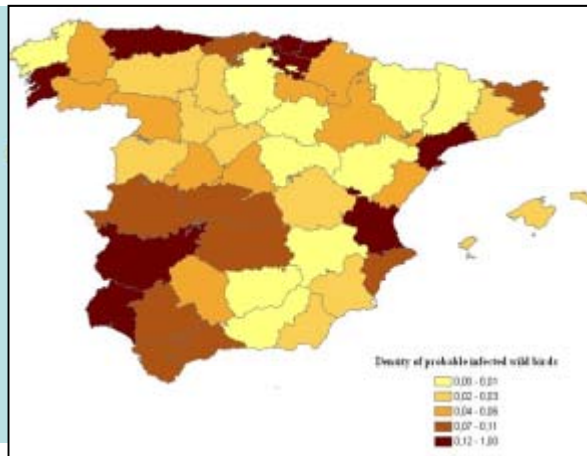 Density of probable infected wild birds
0,00 - 0,01
0,02 - 0,03
0,04 - 0,06
0,07 - 0,11
0,12 - 1,00